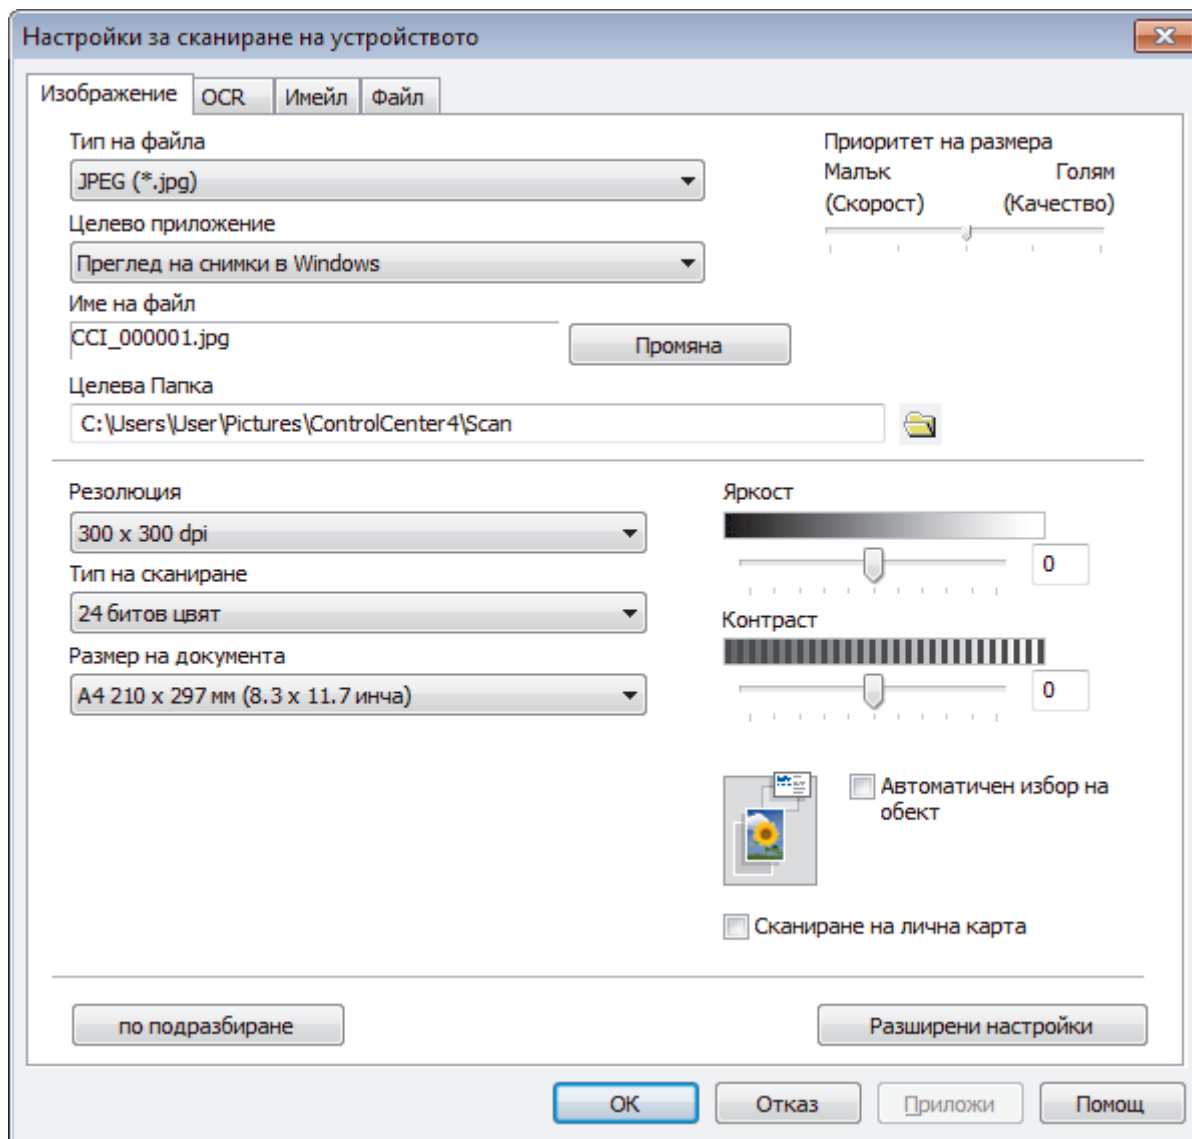 Настройки за сканиране на устройството
Изображение OCR Имейл Файл
Тип на файла
JPEG (*.jpg)
Целево приложение
Преглед на снимки в Windows
Име на файл
CCI_000001.jpg
Промяна
Целева Папка
C:\Users\User\Pictures\ControlCenter4\Scan
Приоритет на размера
Малък Голям
(Скорост) (Качество)
Резолюция
300 x 300 dpi
Тип на сканиране
24 битов цвят
Размер на документа
A4 210 x 297 мм (8.3 x 11.7 инча)
Яркост
0
Контраст
0
Автоматичен избор на
обект
Сканиране на лична карта
по подразбиране
Разширени настройки
OK Отказ Приложи Помощ